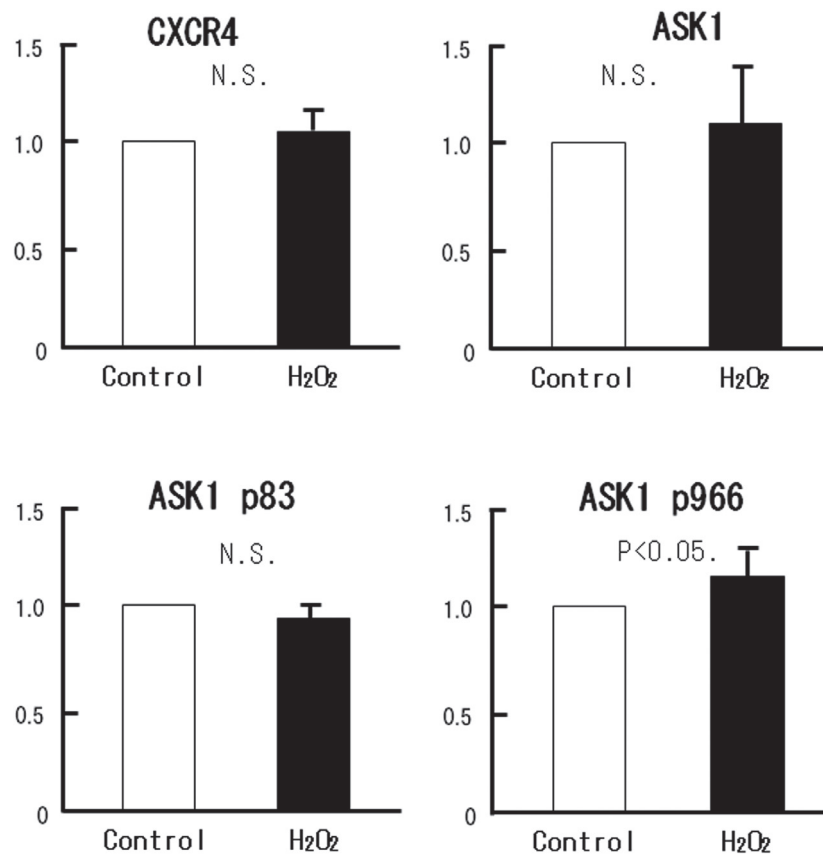 CXCR4
1.5
N.S.
1.0
0.5
0
Control H₂O₂
ASK1
1.5
N.S.
1.0
0.5
0
Control H₂O₂
ASK1 p83
1.5
N.S.
1.0
0.5
0
Control H₂O₂
ASK1 p966
1.5
P<0.05.
1.0
0.5
0
Control H₂O₂